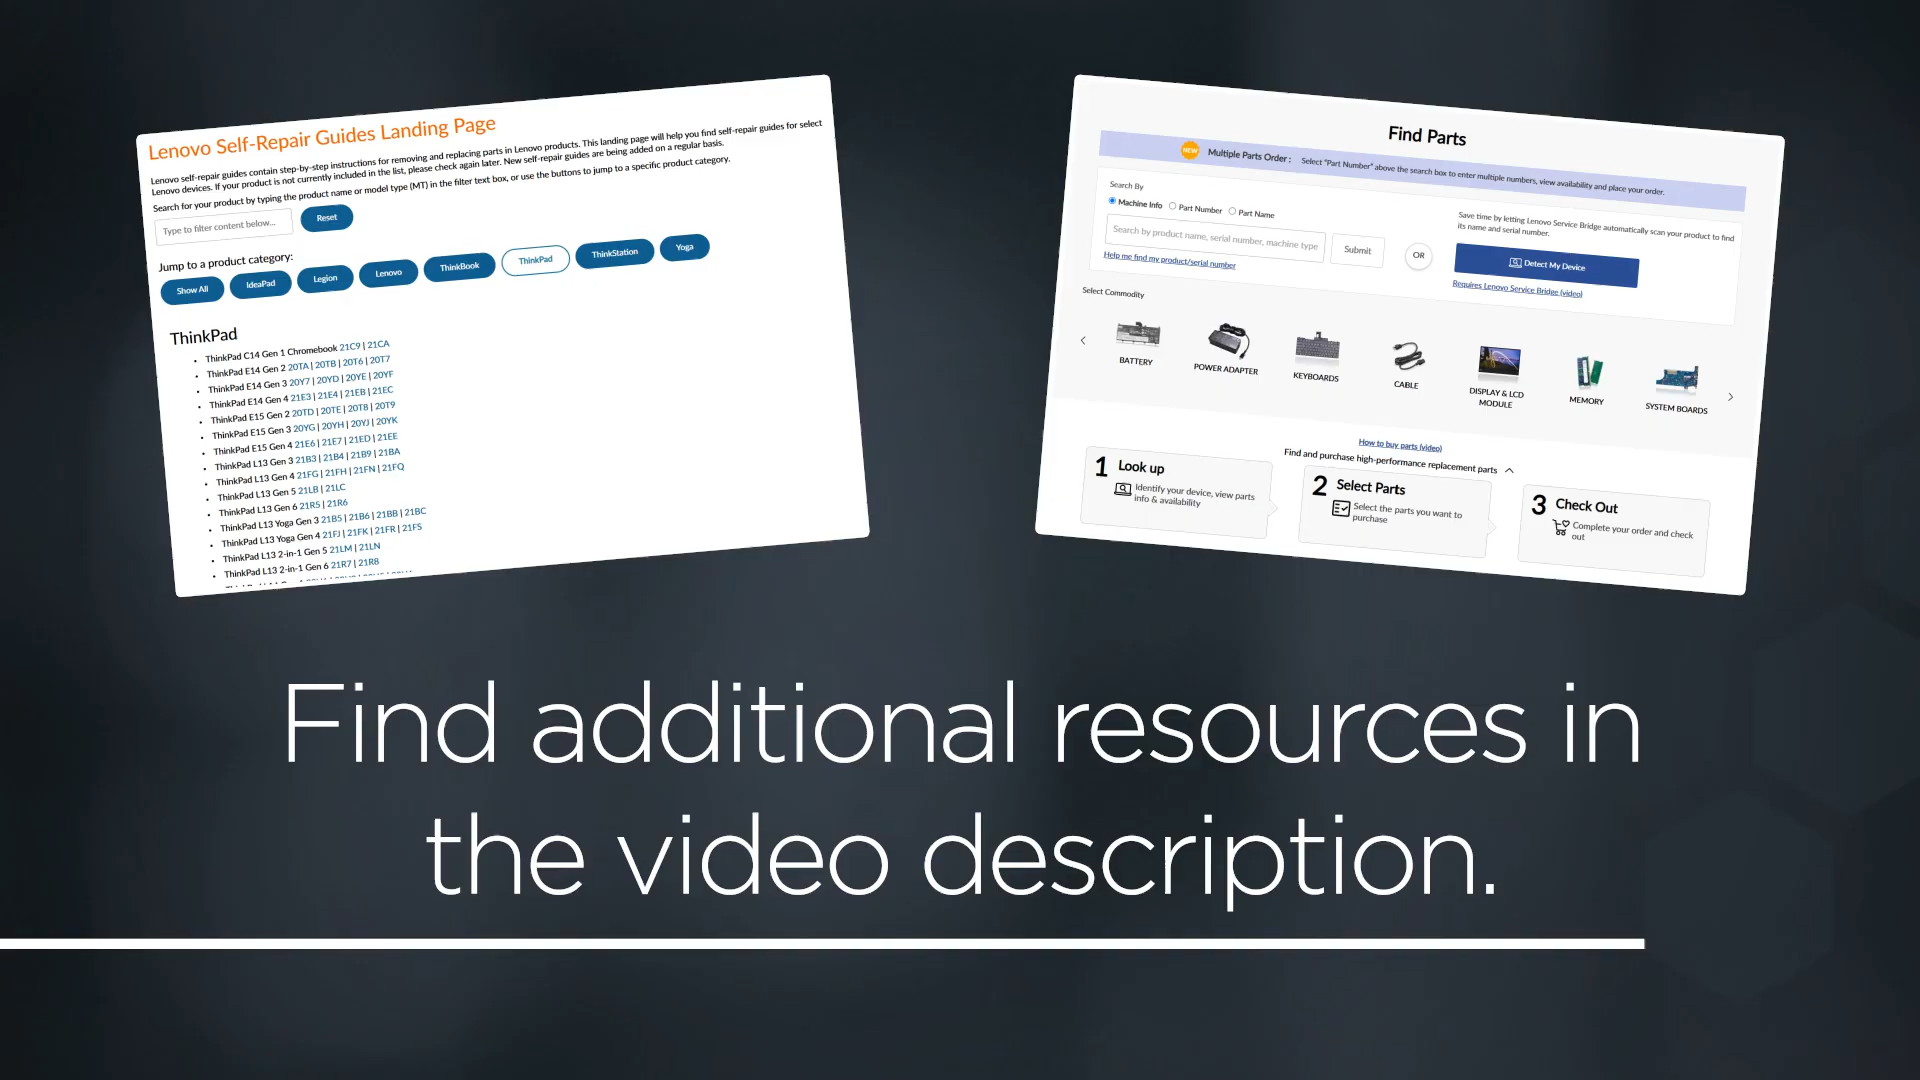 Lenovo Self-Repair Guides Landing Page
Lenovo self-repair guides contain step-by-step instructions for removing and replacing parts in Lenovo products. This landing page will help you find self-repair guides for select
Lenovo devices. If your product is not currently included in the list, please check again later. New self-repair guides are being added on a regular basis.
Search for your product by typing the product name or model type (MT) in the filter text box, or use the buttons to jump to a specific product category.
Type to filter content below... Reset
Jump to a product category:
Show All IdeaPad Legion Lenovo ThinkBook ThinkPad ThinkStation Yoga
ThinkPad
• ThinkPad C14 Gen 1 Chromebook 21C9 | 21CA
• ThinkPad E14 Gen 2 20TA | 20TB | 20T6 | 20T7
• ThinkPad E14 Gen 3 20Y7 | 20YD | 20YE | 20YF
• ThinkPad E14 Gen 4 21E3 | 21E4 | 21EB | 21EC
• ThinkPad E15 Gen 2 20TD | 20TE | 20T8 | 20T9
• ThinkPad E15 Gen 3 20YG | 20YH | 20YJ | 20YK
• ThinkPad E15 Gen 4 21E6 | 21E7 | 21ED | 21EE
• ThinkPad L13 Gen 3 21B3 | 21B4 | 21B9 | 21BA
• ThinkPad L13 Gen 4 21FG | 21FH | 21FN | 21FQ
• ThinkPad L13 Gen 5 21LB | 21LC
• ThinkPad L13 Gen 6 21R5 | 21R6
• ThinkPad L13 Yoga Gen 3 21B5 | 21B6 | 21BB | 21BC
• ThinkPad L13 Yoga Gen 4 21FJ | 21FK | 21FR | 21FS
• ThinkPad L13 2-in-1 Gen 5 21LM | 21LN
• ThinkPad L13 2-in-1 Gen 6 21R7 | 21R8
Find Parts
NEW Multiple Parts Order : Select "Part Number" above the search box to enter multiple numbers, view availability and place your order.
Search By
Machine Info Part Number Part Name
Search by product name, serial number, machine type Submit
Help me find my product/serial number
OR
Save time by letting Lenovo Service Bridge automatically scan your product to find
its name and serial number.
Detect My Device
Requires Lenovo Service Bridge (video)
Select Commodity
BATTERY
POWER ADAPTER
KEYBOARDS
CABLE
DISPLAY & LCD
MODULE
MEMORY
SYSTEM BOARDS
How to buy parts (video)
Find and purchase high-performance replacement parts
1 Look up
Identify your device, view parts
info & availability
2 Select Parts
Select the parts you want to
purchase
3 Check Out
Complete your order and check
out
Find additional resources in
the video description.